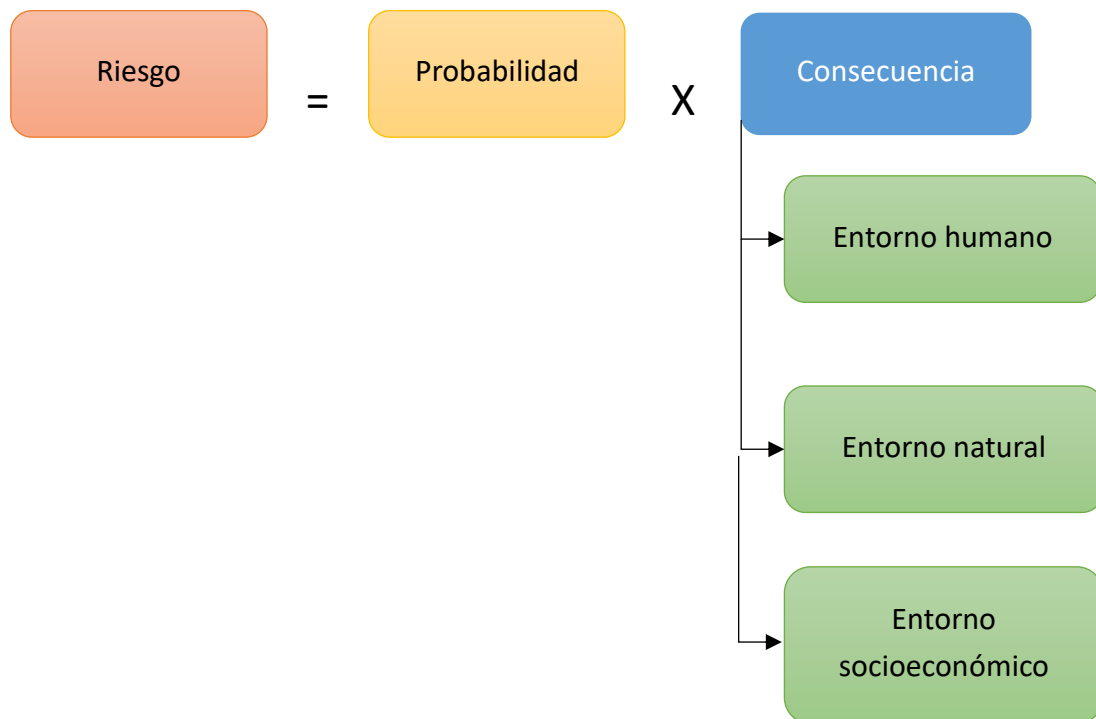 Riesgo
=
Probabilidad
X
Consecuencia
Entorno humano
Entorno natural
Entorno
socioeconómico